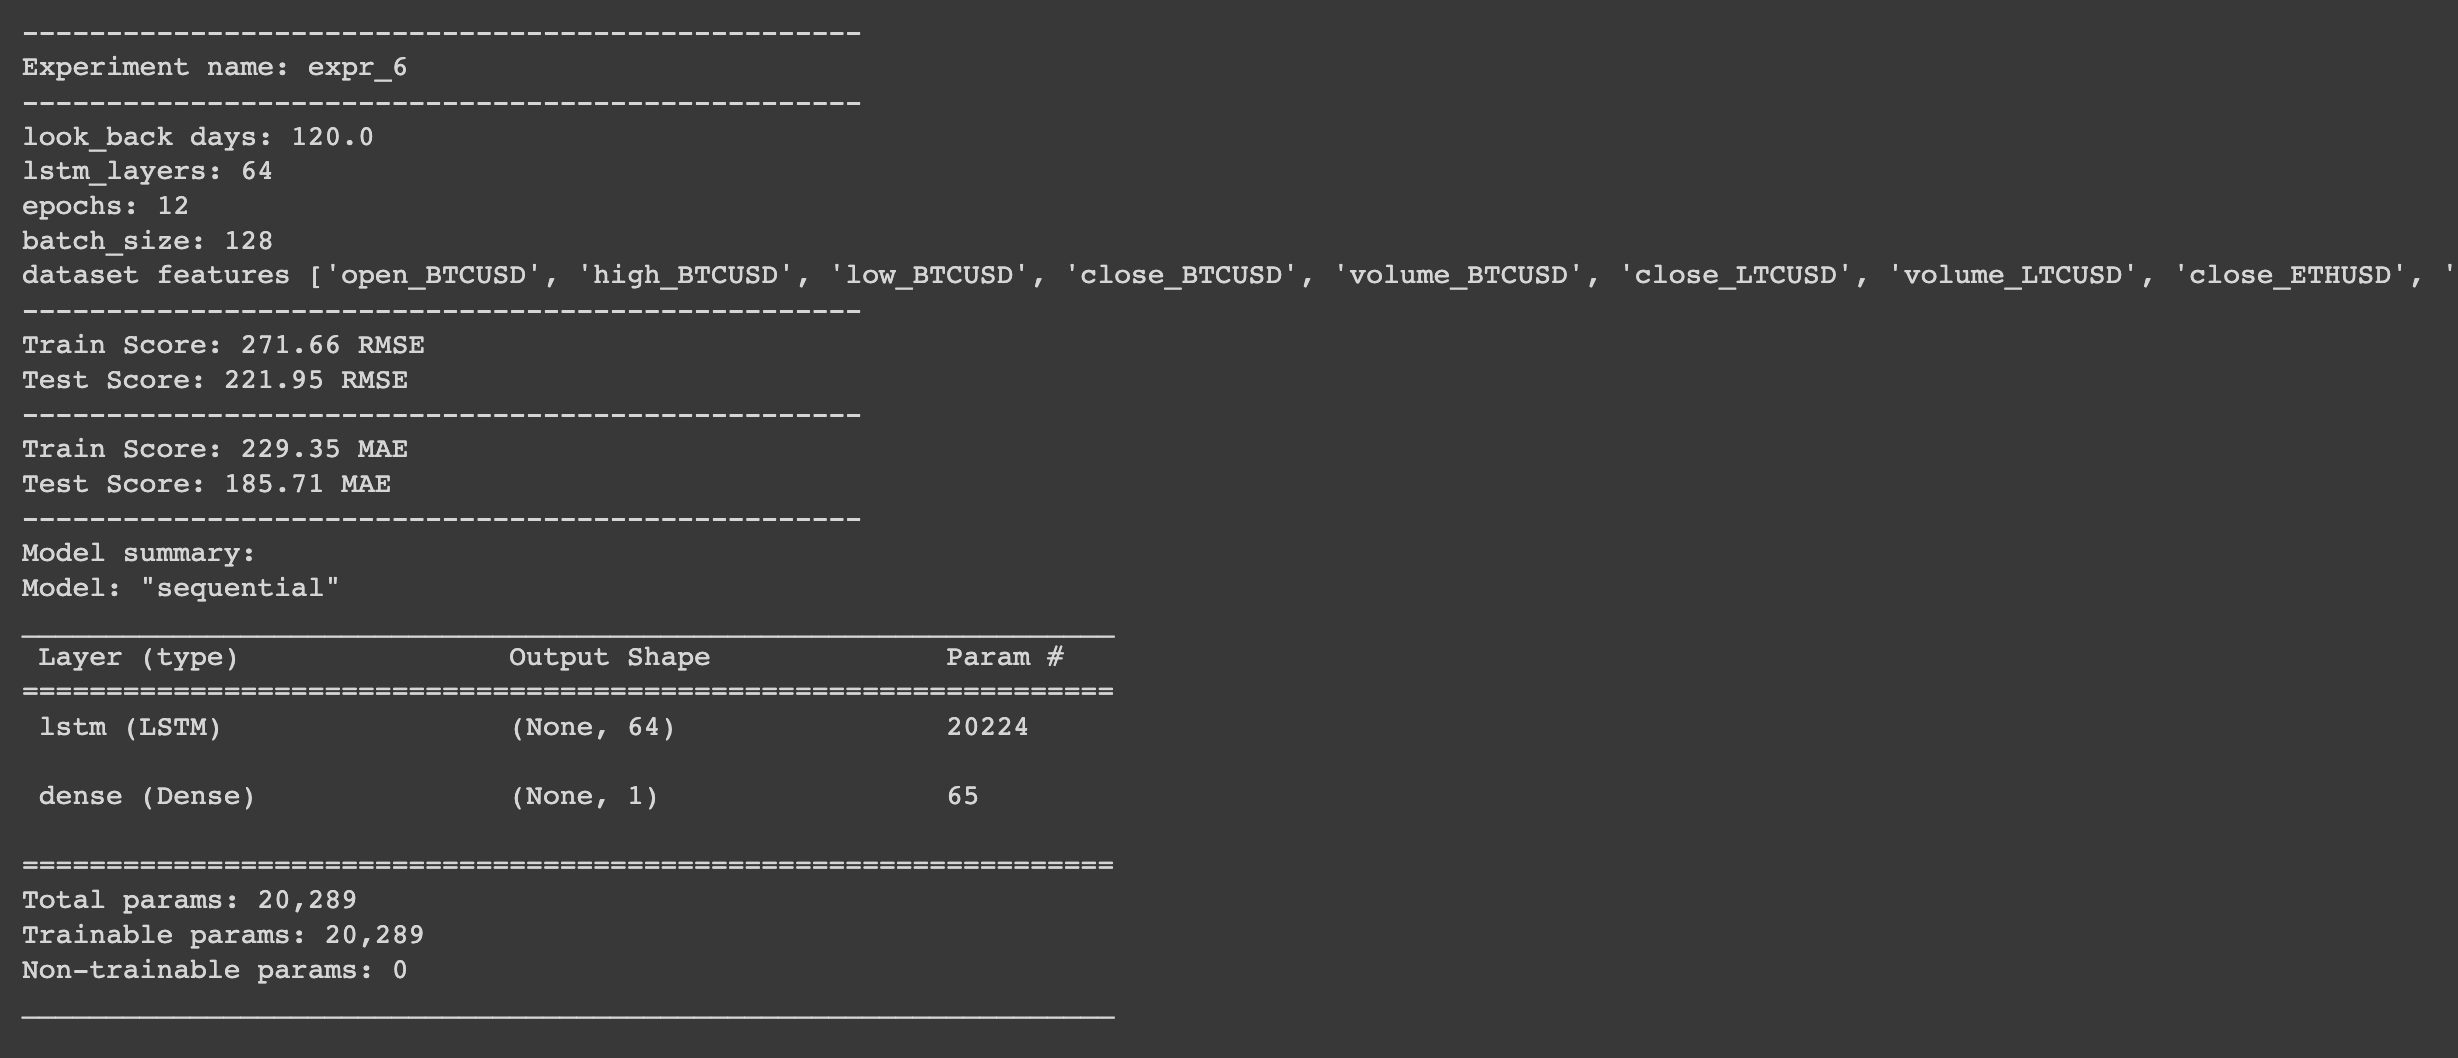 --------------------------------------------------
Experiment name: expr_6
--------------------------------------------------
look_back days: 120.0
lstm_layers: 64
epochs: 12
batch_size: 128
dataset features ['open_BTCUSD', 'high_BTCUSD', 'low_BTCUSD', 'close_BTCUSD', 'volume_BTCUSD', 'close_LTCUSD', 'volume_LTCUSD', 'close_ETHUSD', '
--------------------------------------------------
Train Score: 271.66 RMSE
Test Score: 221.95 RMSE
--------------------------------------------------
Train Score: 229.35 MAE
Test Score: 185.71 MAE
--------------------------------------------------
Model summary:
Model: "sequential"
_________________________________________________________________
Layer (type) Output Shape Param #
=================================================================
lstm (LSTM) (None, 64) 20224
dense (Dense) (None, 1) 65
=================================================================
Total params: 20,289
Trainable params: 20,289
Non-trainable params: 0
_________________________________________________________________